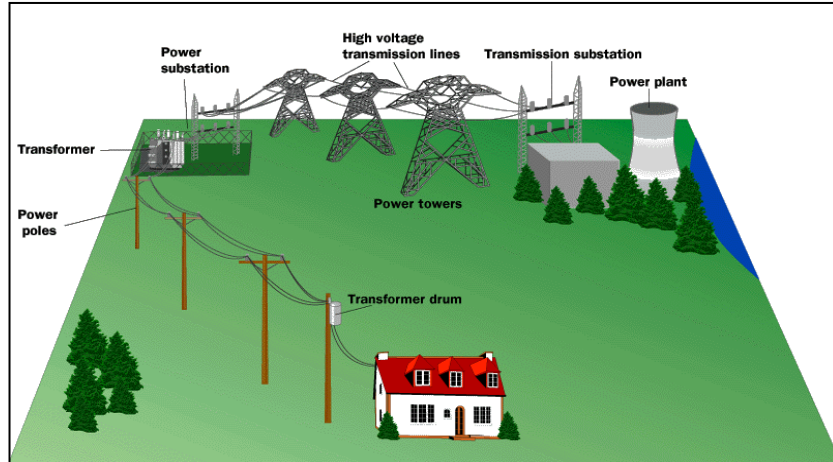 High voltage
transmission lines
Power
substation
Transmission substation
Power plant
Transformer
Power towers
Power
poles
Transformer drum